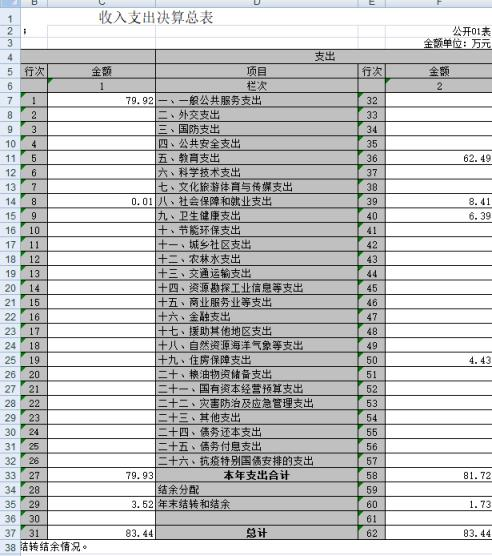 B C D E F
1 收入支出决算总表
2 ; 公开01表
3 金额单位：万元
4 支出
5 行次 金额 项目 行次 金额
6 1 栏次 2
7 1 79.92 一、一般公共服务支出 32
8 2 二、外交支出 33
9 3 三、国防支出 34
10 4 四、公共安全支出 35
11 5 五、教育支出 36 62.49
12 6 六、科学技术支出 37
13 7 七、文化旅游体育与传媒支出 38
14 8 0.01 八、社会保障和就业支出 39 8.41
15 9 九、卫生健康支出 40 6.39
16 10 十、节能环保支出 41
17 11 十一、城乡社区支出 42
18 12 十二、农林水支出 43
19 13 十三、交通运输支出 44
20 14 十四、资源勘探工业信息等支出 45
21 15 十五、商业服务业等支出 46
22 16 十六、金融支出 47
23 17 十七、援助其他地区支出 48
24 18 十八、自然资源海洋气象等支出 49
25 19 十九、住房保障支出 50 4.43
26 20 二十、粮油物资储备支出 51
27 21 二十一、国有资本经营预算支出 52
28 22 二十二、灾害防治及应急管理支出 53
29 23 二十三、其他支出 54
30 24 二十四、债务还本支出 55
31 25 二十五、债务付息支出 56
32 26 二十六、抗疫特别国债安排的支出 57
33 27 79.93 本年支出合计 58 81.72
34 28 结余分配 59
35 29 3.52 年末结转和结余 60 1.73
36 30 61
37 31 83.44 总计 62 83.44
38 结转结余情况。